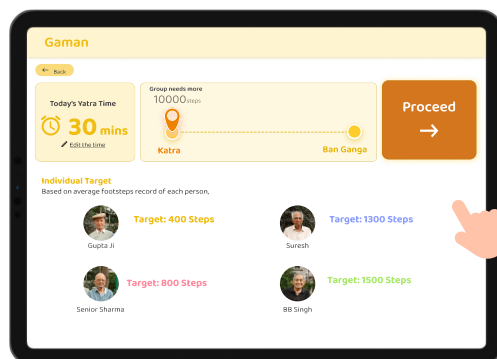 Gaman
← Back
Today's Yatra Time
30 mins
Edit the time
Group needs more
10000 steps
Katra
Ban Ganga
Proceed
→
Individual Target
Based on average footsteps record of each person,
Target: 400 Steps
Gupta Ji
Target: 1300 Steps
Suresh
Target: 800 Steps
Senior Sharma
Target: 1500 Steps
BB Singh